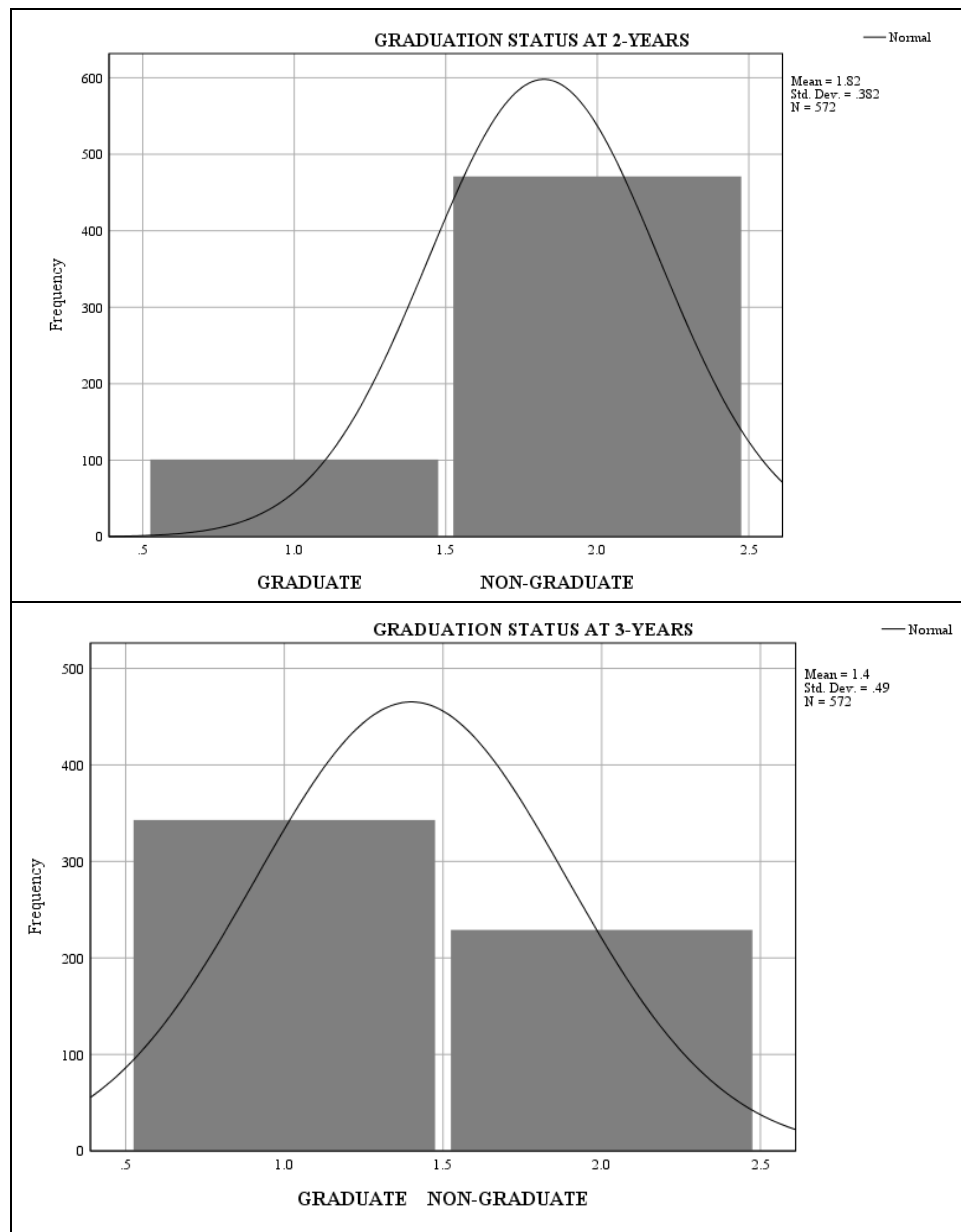 GRADUATION STATUS AT 2-YEARS
Normal
Mean = 1.82
Std. Dev. = .382
N = 572
600
500
400
300
200
100
0
Frequency
.5 1.0 1.5 2.0 2.5
GRADUATE NON-GRADUATE
GRADUATION STATUS AT 3-YEARS
Normal
Mean = 1.4
Std. Dev. = .49
N = 572
500
400
300
200
100
0
Frequency
.5 1.0 1.5 2.0 2.5
GRADUATE NON-GRADUATE